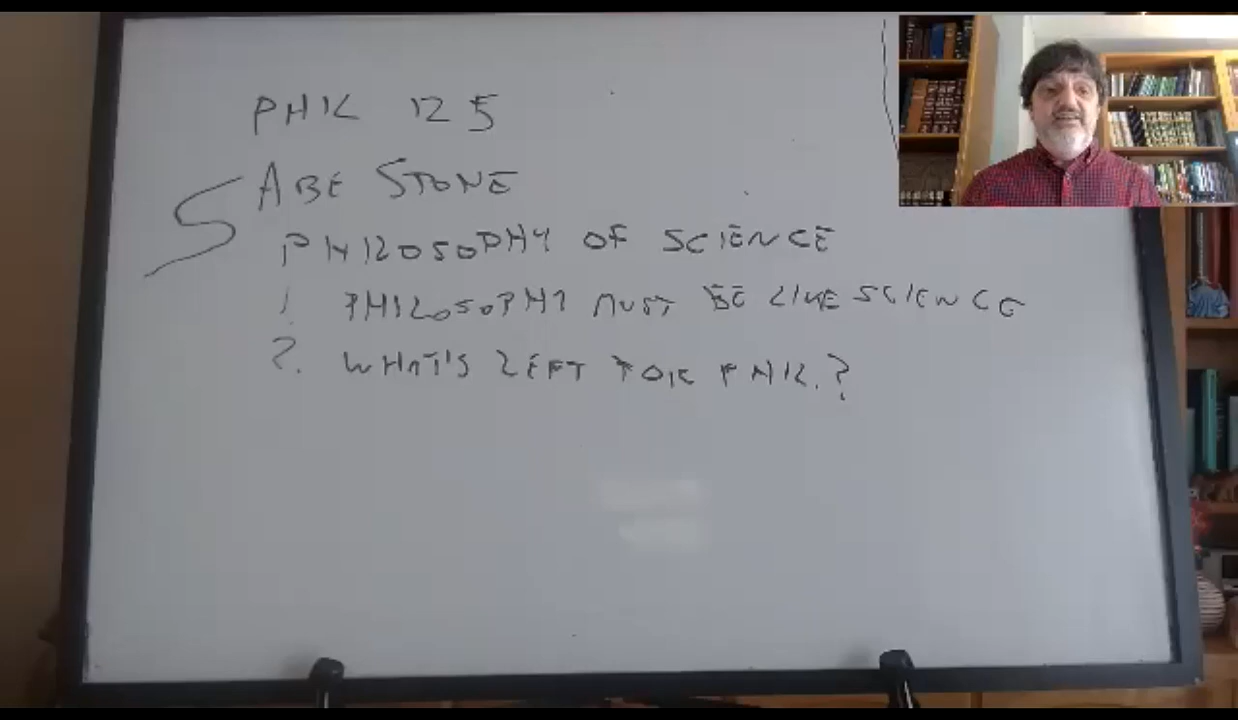 PHIL 125
ABE STONE
PHILOSOPHY OF SCIENCE
1 PHILOSOPHY MUST BE LIKE SCIENCE
2. WHAT'S LEFT FOR PHIL.?